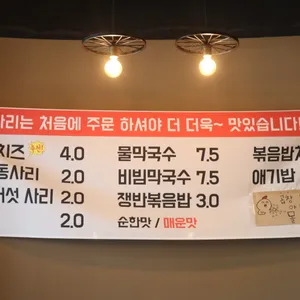 사리는 처음에 주문 하셔야 더 더욱~ 맛있습니다
치즈 4.0
동사리 2.0
버섯 사리 2.0
2.0
물막국수 7.5
비빔막국수 7.5
쟁반볶음밥 3.0
순한맛 / 매운맛
볶음밥
애기밥